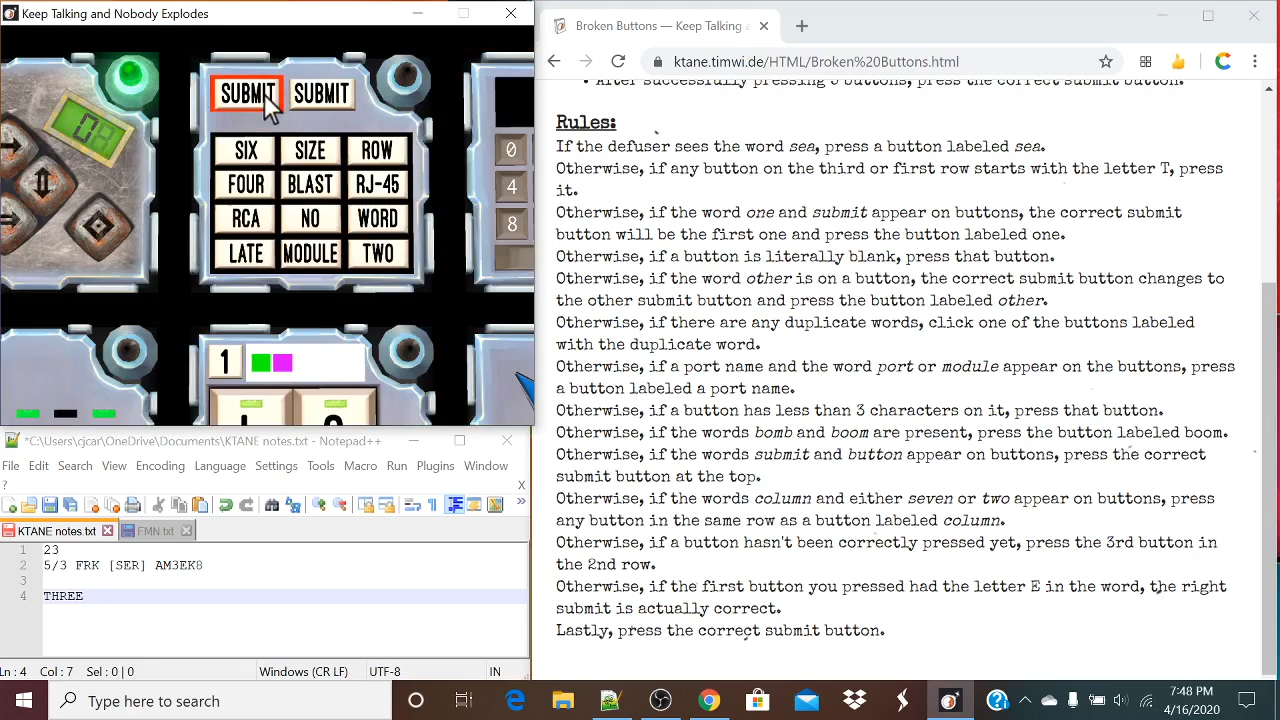 Keep Talking and Nobody Explodes
SUBMIT SUBMIT
SIX SIZE ROW
FOUR BLAST RJ-45
RCA NO WORD
LATE MODULE TWO
0
4
8
1
Broken Buttons — Keep Talking a
ktane.timwi.de/HTML/Broken%20Buttons.html
• After successfully pressing 5 buttons, press the correct submit button.
Rules:
If the defuser sees the word sea, press a button labeled sea.
Otherwise, if any button on the third or first row starts with the letter T, press
it.
Otherwise, if the word one and submit appear on buttons, the correct submit
button will be the first one and press the button labeled one.
Otherwise, if a button is literally blank, press that button.
Otherwise, if the word other is on a button, the correct submit button changes to
the other submit button and press the button labeled other.
Otherwise, if there are any duplicate words, click one of the buttons labeled
with the duplicate word.
Otherwise, if a port name and the word port or module appear on the buttons, press
a button labeled a port name.
Otherwise, if a button has less than 3 characters on it, press that button.
Otherwise, if the words bomb and boom are present, press the button labeled boom.
Otherwise, if the words submit and button appear on buttons, press the correct
submit button at the top.
Otherwise, if the words column and either seven or two appear on buttons, press
any button in the same row as a button labeled column.
Otherwise, if a button hasn't been correctly pressed yet, press the 3rd button in
the 2nd row.
Otherwise, if the first button you pressed had the letter E in the word, the right
submit is actually correct.
Lastly, press the correct submit button.
*C:\Users\cjcar\OneDrive\Documents\KTANE notes.txt - Notepad++
File Edit Search View Encoding Language Settings Tools Macro Run Plugins Window
? X
KTANE notes.txt FMN txt
1 23
2 5/3 FRK [SER] AM3EK8
3
4 THREE
Ln : 4 Col : 7 Sel : 0 | 0 Windows (CR LF) UTF-8 IN
Type here to search
7:48 PM
4/16/2020